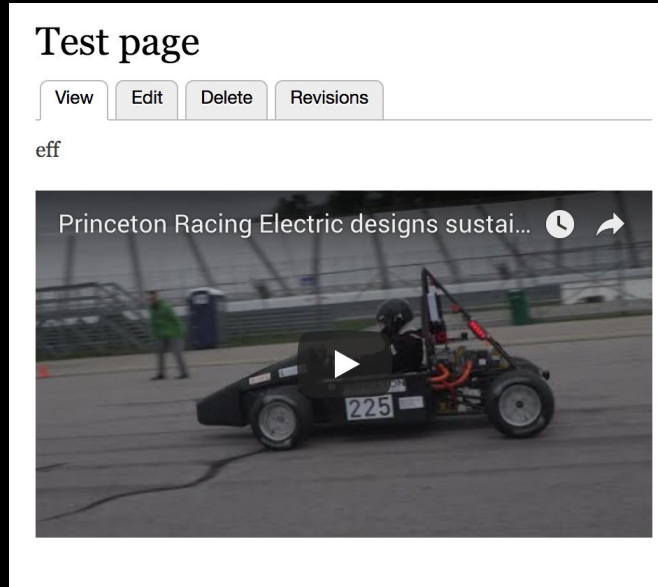 Test page
View Edit Delete Revisions
eff
Princeton Racing Electric designs sustai...
225